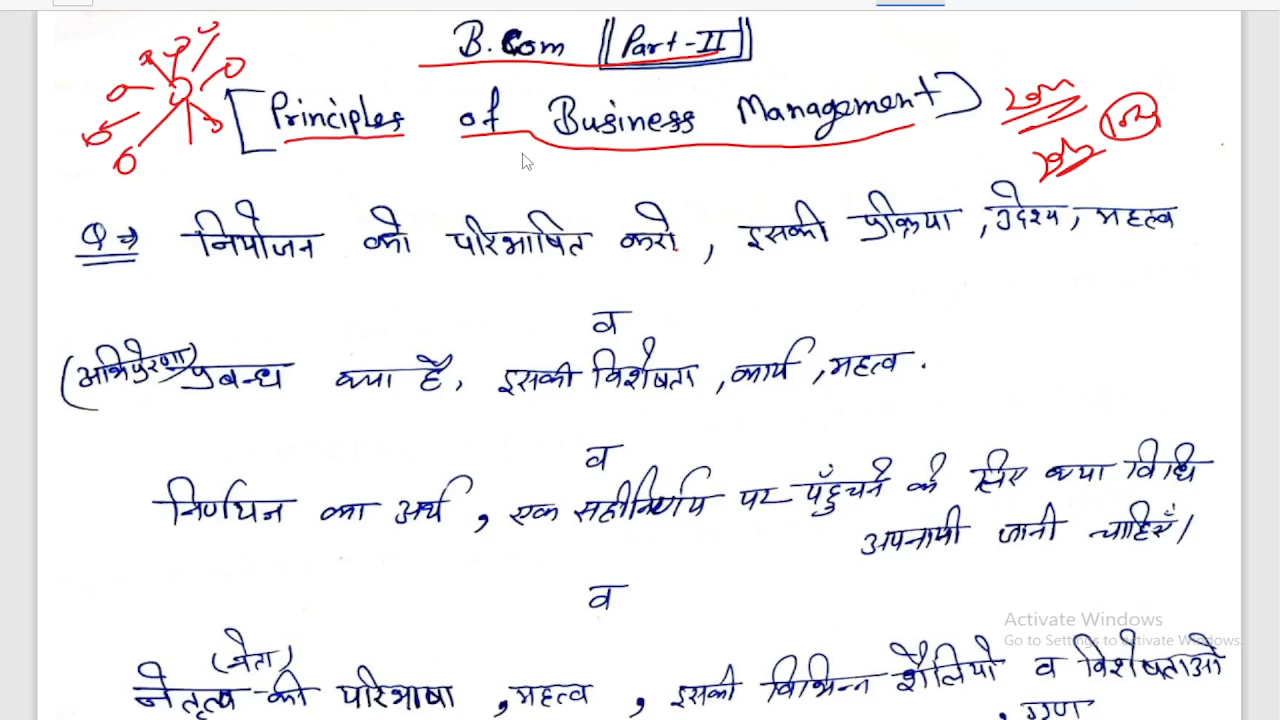 B.Com Part-II
[Principles of Business Management]
Q⇒ नियोजन को परिभाषित करो, इसकी प्रक्रिया, उद्देश्य, महत्व
व
(अभिप्रेरणा) प्रबन्ध क्या है, इसकी विशेषता, कार्य, महत्व.
व
निर्णयन का अर्थ, एक सही निर्णय पर पहुँचने के लिए क्या विधि
अपनायी जानी चाहिएँ।
व
(नेता)
नेतृत्व की परिभाषा, महत्व, इसकी विभिन्न शैलियो व विशेषताओ
, गुण
Activate Windows
Go to Settings to activate Windows.